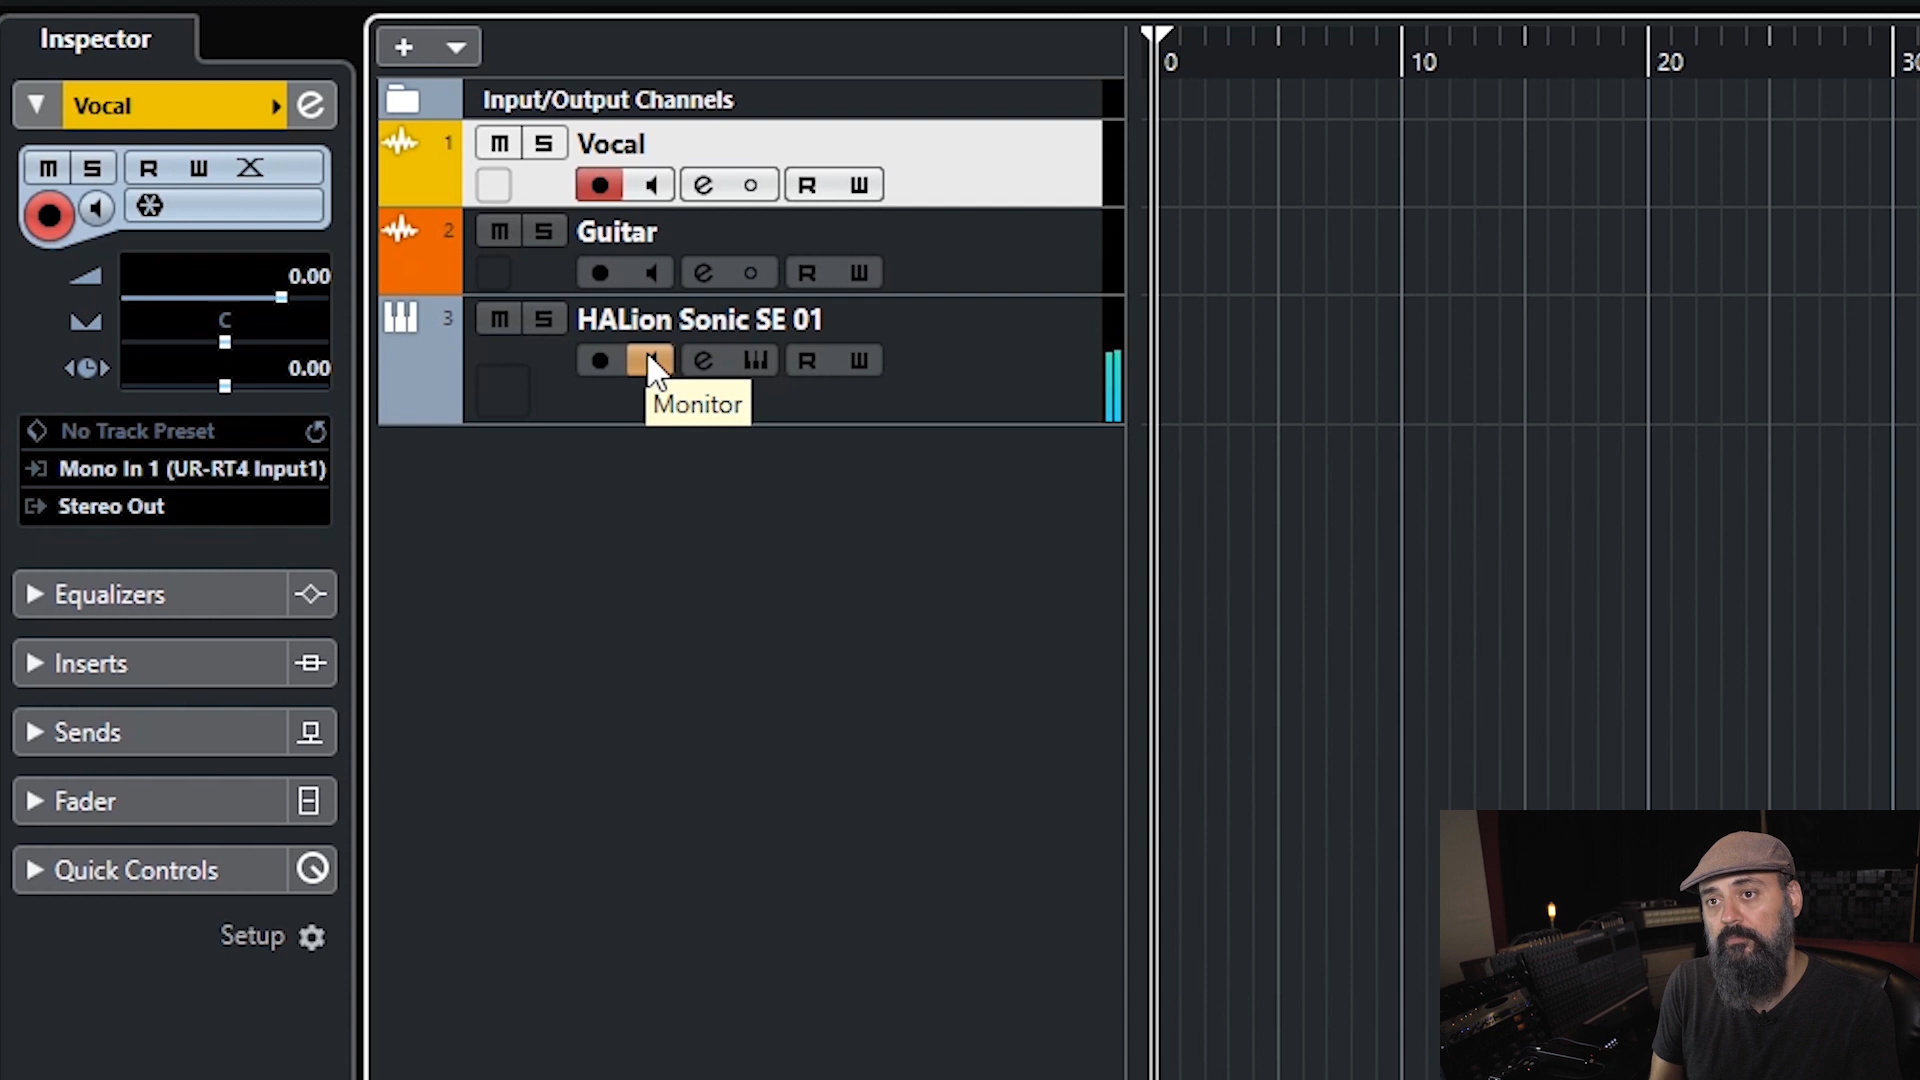 Inspector
Vocal
M S R W
0.00
C
0.00
No Track Preset
Mono In 1 (UR-RT4 Input1)
Stereo Out
Equalizers
Inserts
Sends
Fader
Quick Controls
Setup
+
Input/Output Channels
1 M S Vocal
e R W
2 M S Guitar
e R W
3 M S HALion Sonic SE 01
e R W
Monitor
0 10 20 30